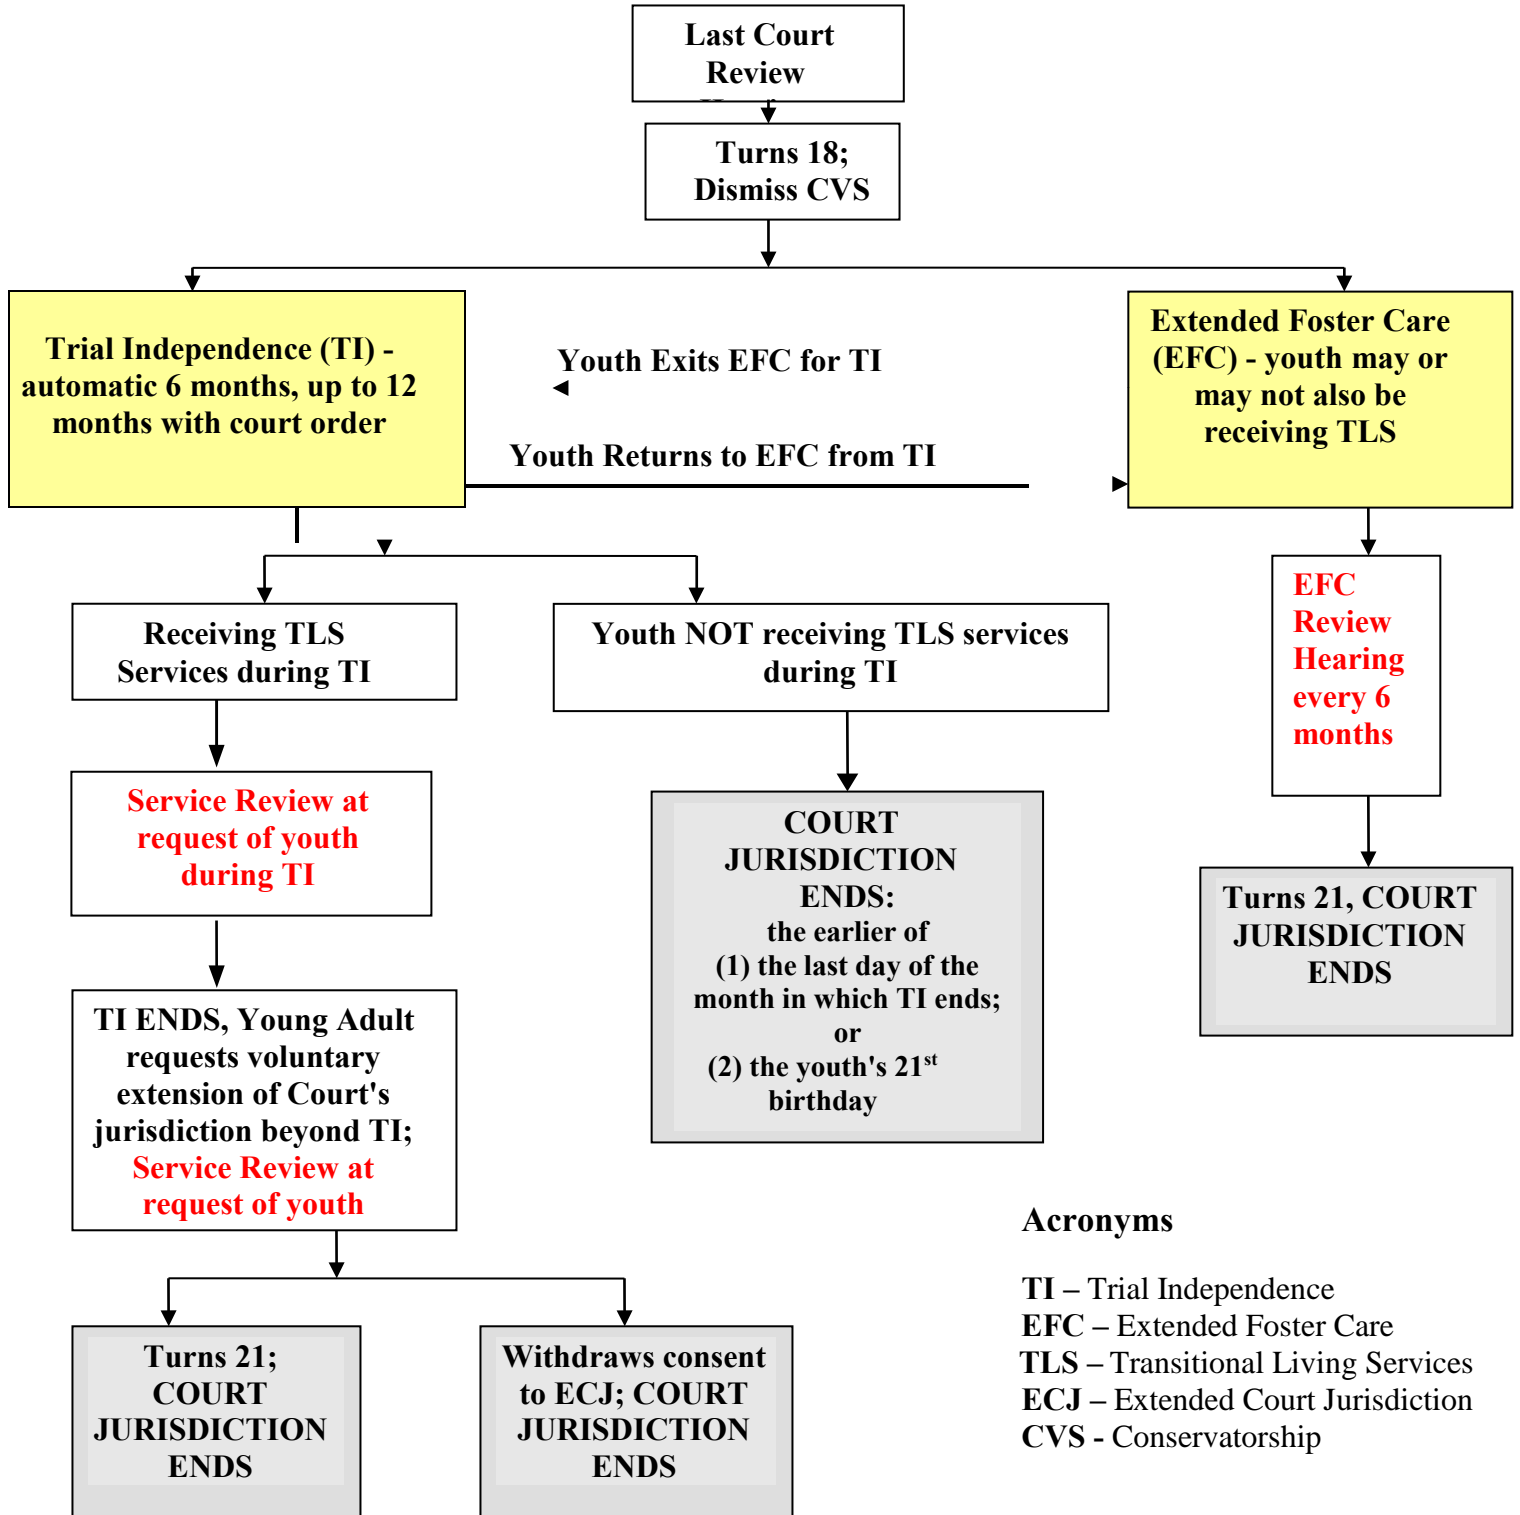 Last Court
Review
Turns 18;
Dismiss CVS
Trial Independence (TI) -
automatic 6 months, up to 12
months with court order
Youth Exits EFC for TI
Youth Returns to EFC from TI
Extended Foster Care
(EFC) - youth may or
may not also be
receiving TLS
Receiving TLS
Services during TI
Youth NOT receiving TLS services
during TI
EFC
Review
Hearing
every 6
months
Service Review at
request of youth
during TI
COURT
JURISDICTION
ENDS:
the earlier of
(1) the last day of the
month in which TI ends;
or
(2) the youth's 21st
birthday
Turns 21, COURT
JURISDICTION
ENDS
TI ENDS, Young Adult
requests voluntary
extension of Court's
jurisdiction beyond TI;
Service Review at
request of youth
Turns 21;
COURT
JURISDICTION
ENDS
Withdraws consent
to ECJ; COURT
JURISDICTION
ENDS
Acronyms
TI – Trial Independence
EFC – Extended Foster Care
TLS – Transitional Living Services
ECJ – Extended Court Jurisdiction
CVS - Conservatorship